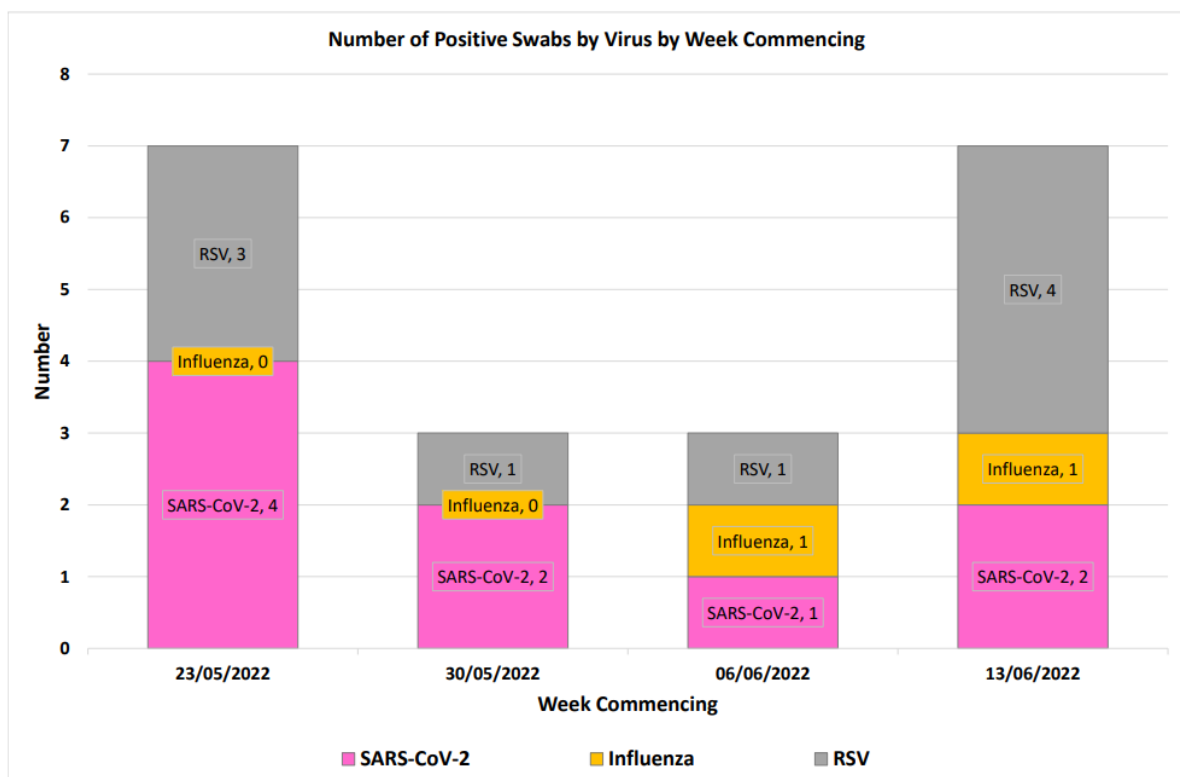 Number of Positive Swabs by Virus by Week Commencing
8
7
6
5
4
3
2
1
0
Number
RSV, 3
Influenza, 0
SARS-CoV-2, 4
RSV, 1
Influenza, 0
SARS-CoV-2, 2
RSV, 1
Influenza, 1
SARS-CoV-2, 1
RSV, 4
Influenza, 1
SARS-CoV-2, 2
23/05/2022
30/05/2022
06/06/2022
13/06/2022
Week Commencing
SARS-CoV-2
Influenza
RSV